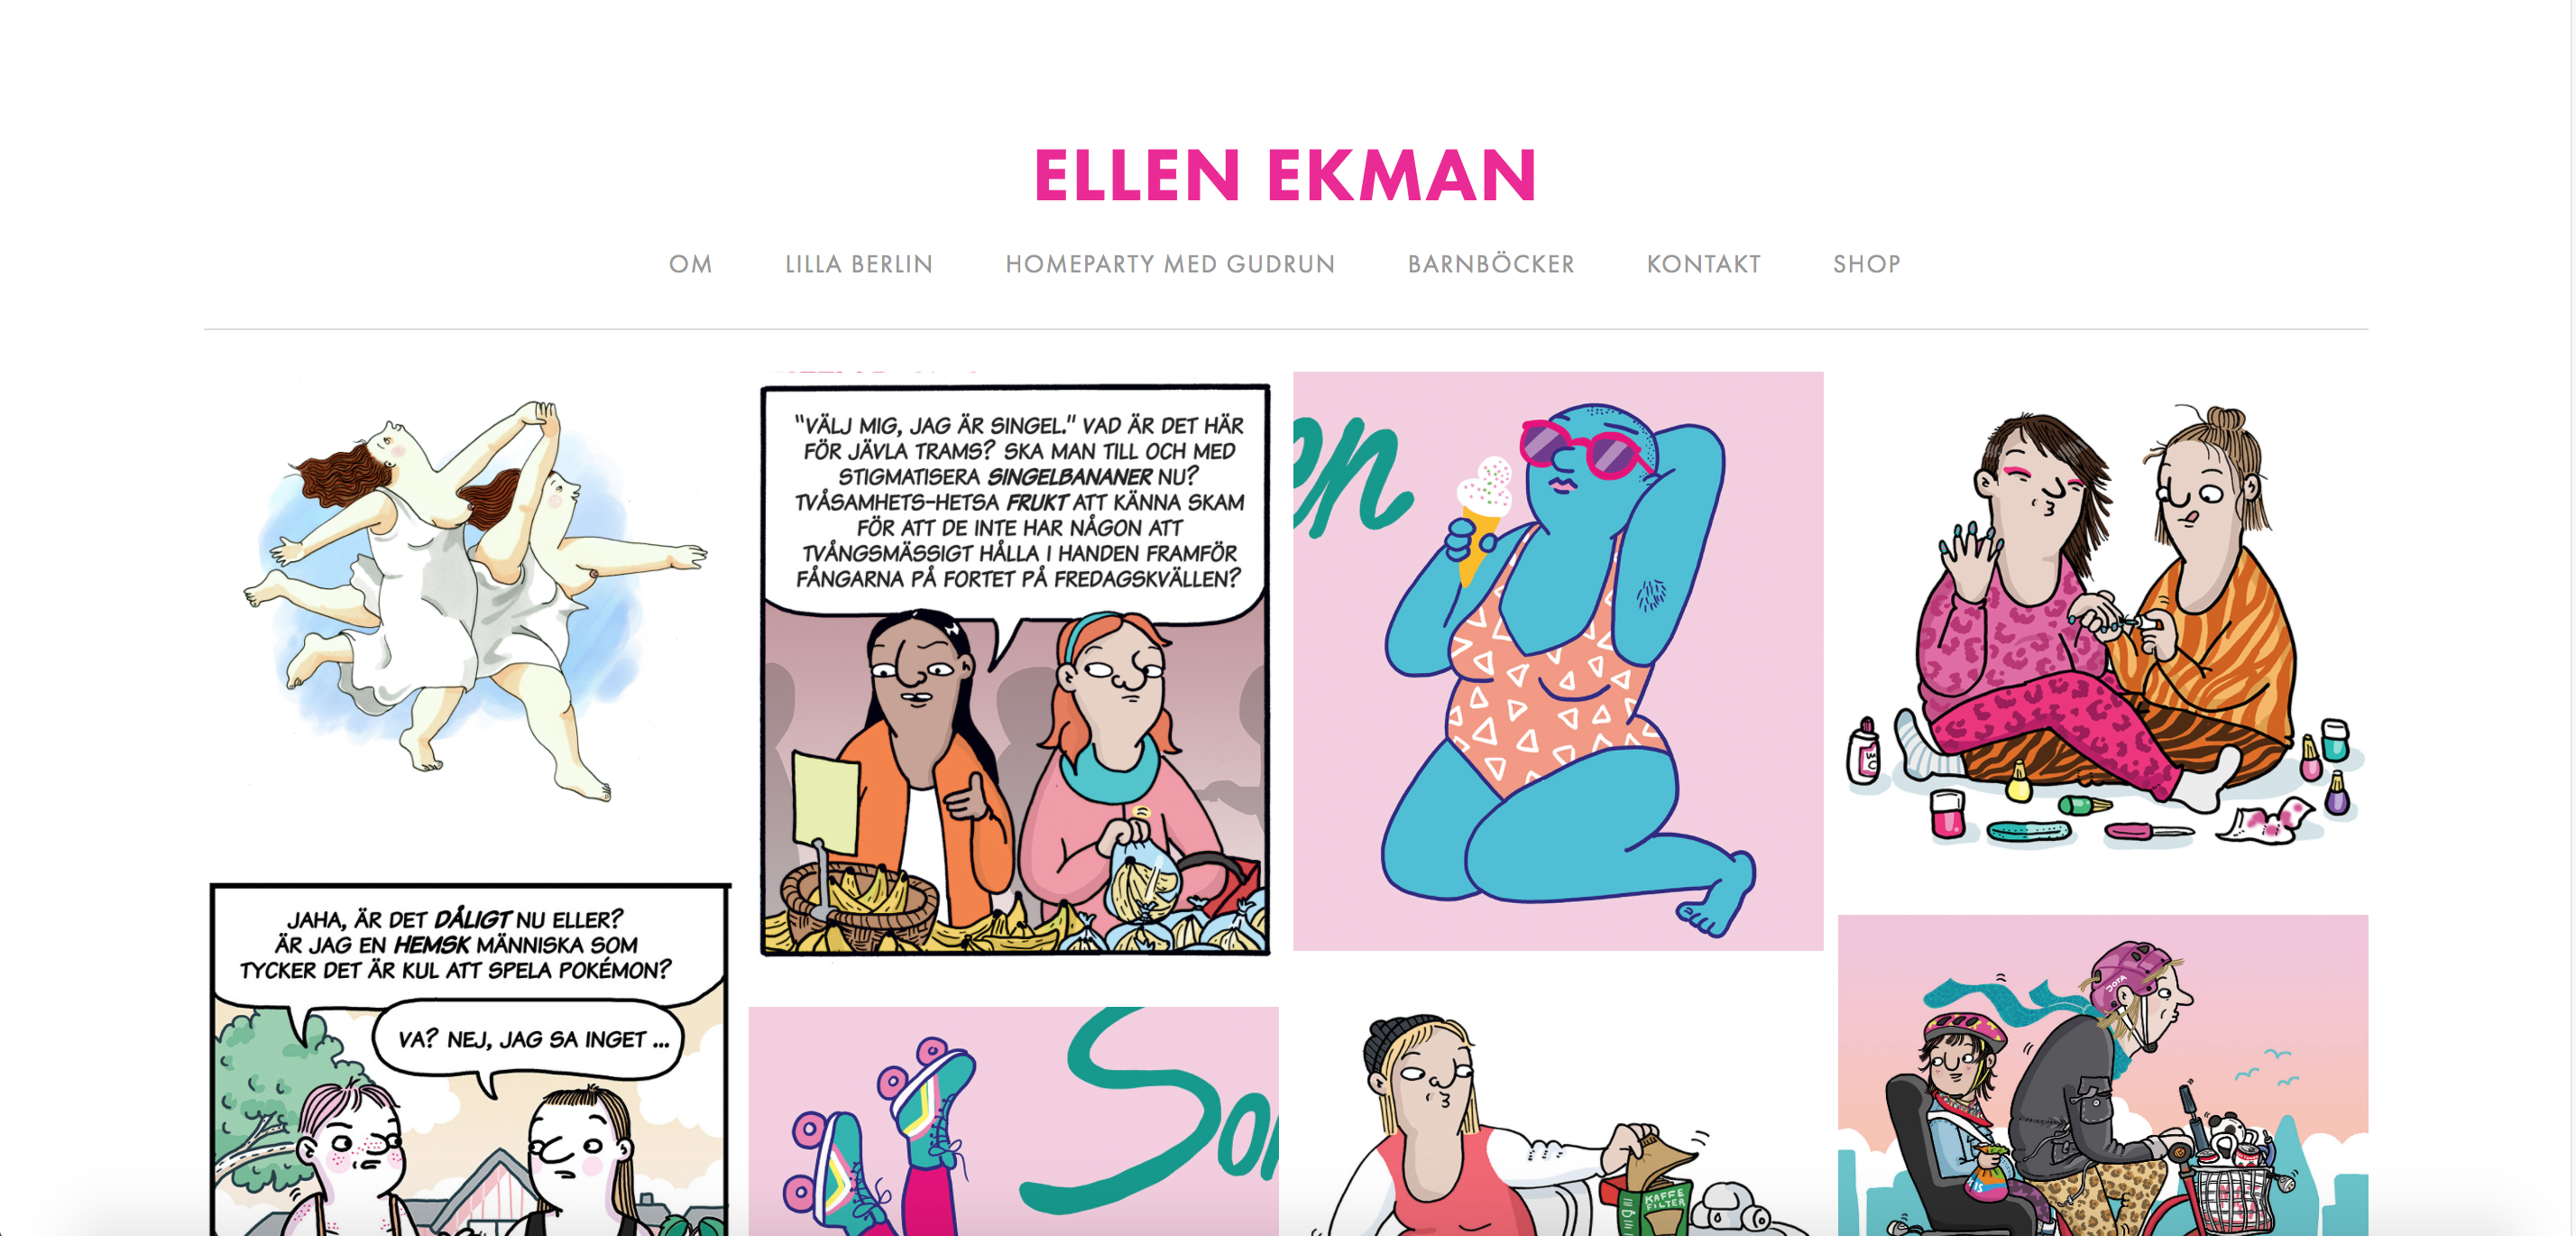 ELLEN EKMAN
OM
LILLA BERLIN
HOMEPARTY MED GUDRUN
BARNBÖCKER
KONTAKT
SHOP
"VÄLJ MIG, JAG ÄR SINGEL." VAD ÄR DET HÄR
FÖR JÄVLA TRAMS? SKA MAN TILL OCH MED
STIGMATISERA SINGELBANANER NU?
TVÅSAMHETS-HETSA FRUKT ATT KÄNNA SKAM
FÖR ATT DE INTE HAR NÅGON ATT
TVÅNGSMÄSSIGT HÅLLA I HANDEN FRAMFÖR
FÅNGARNA PÅ FORTET PÅ FREDAGSKVÄLLEN?
en
JAHA, ÄR DET DÅLIGT NU ELLER?
ÄR JAG EN HEMSK MÄNNISKA SOM
TYCKER DET ÄR KUL ATT SPELA POKÉMON?
VA? NEJ, JAG SA INGET ...
So
KAFFE
FILTER
JOFA